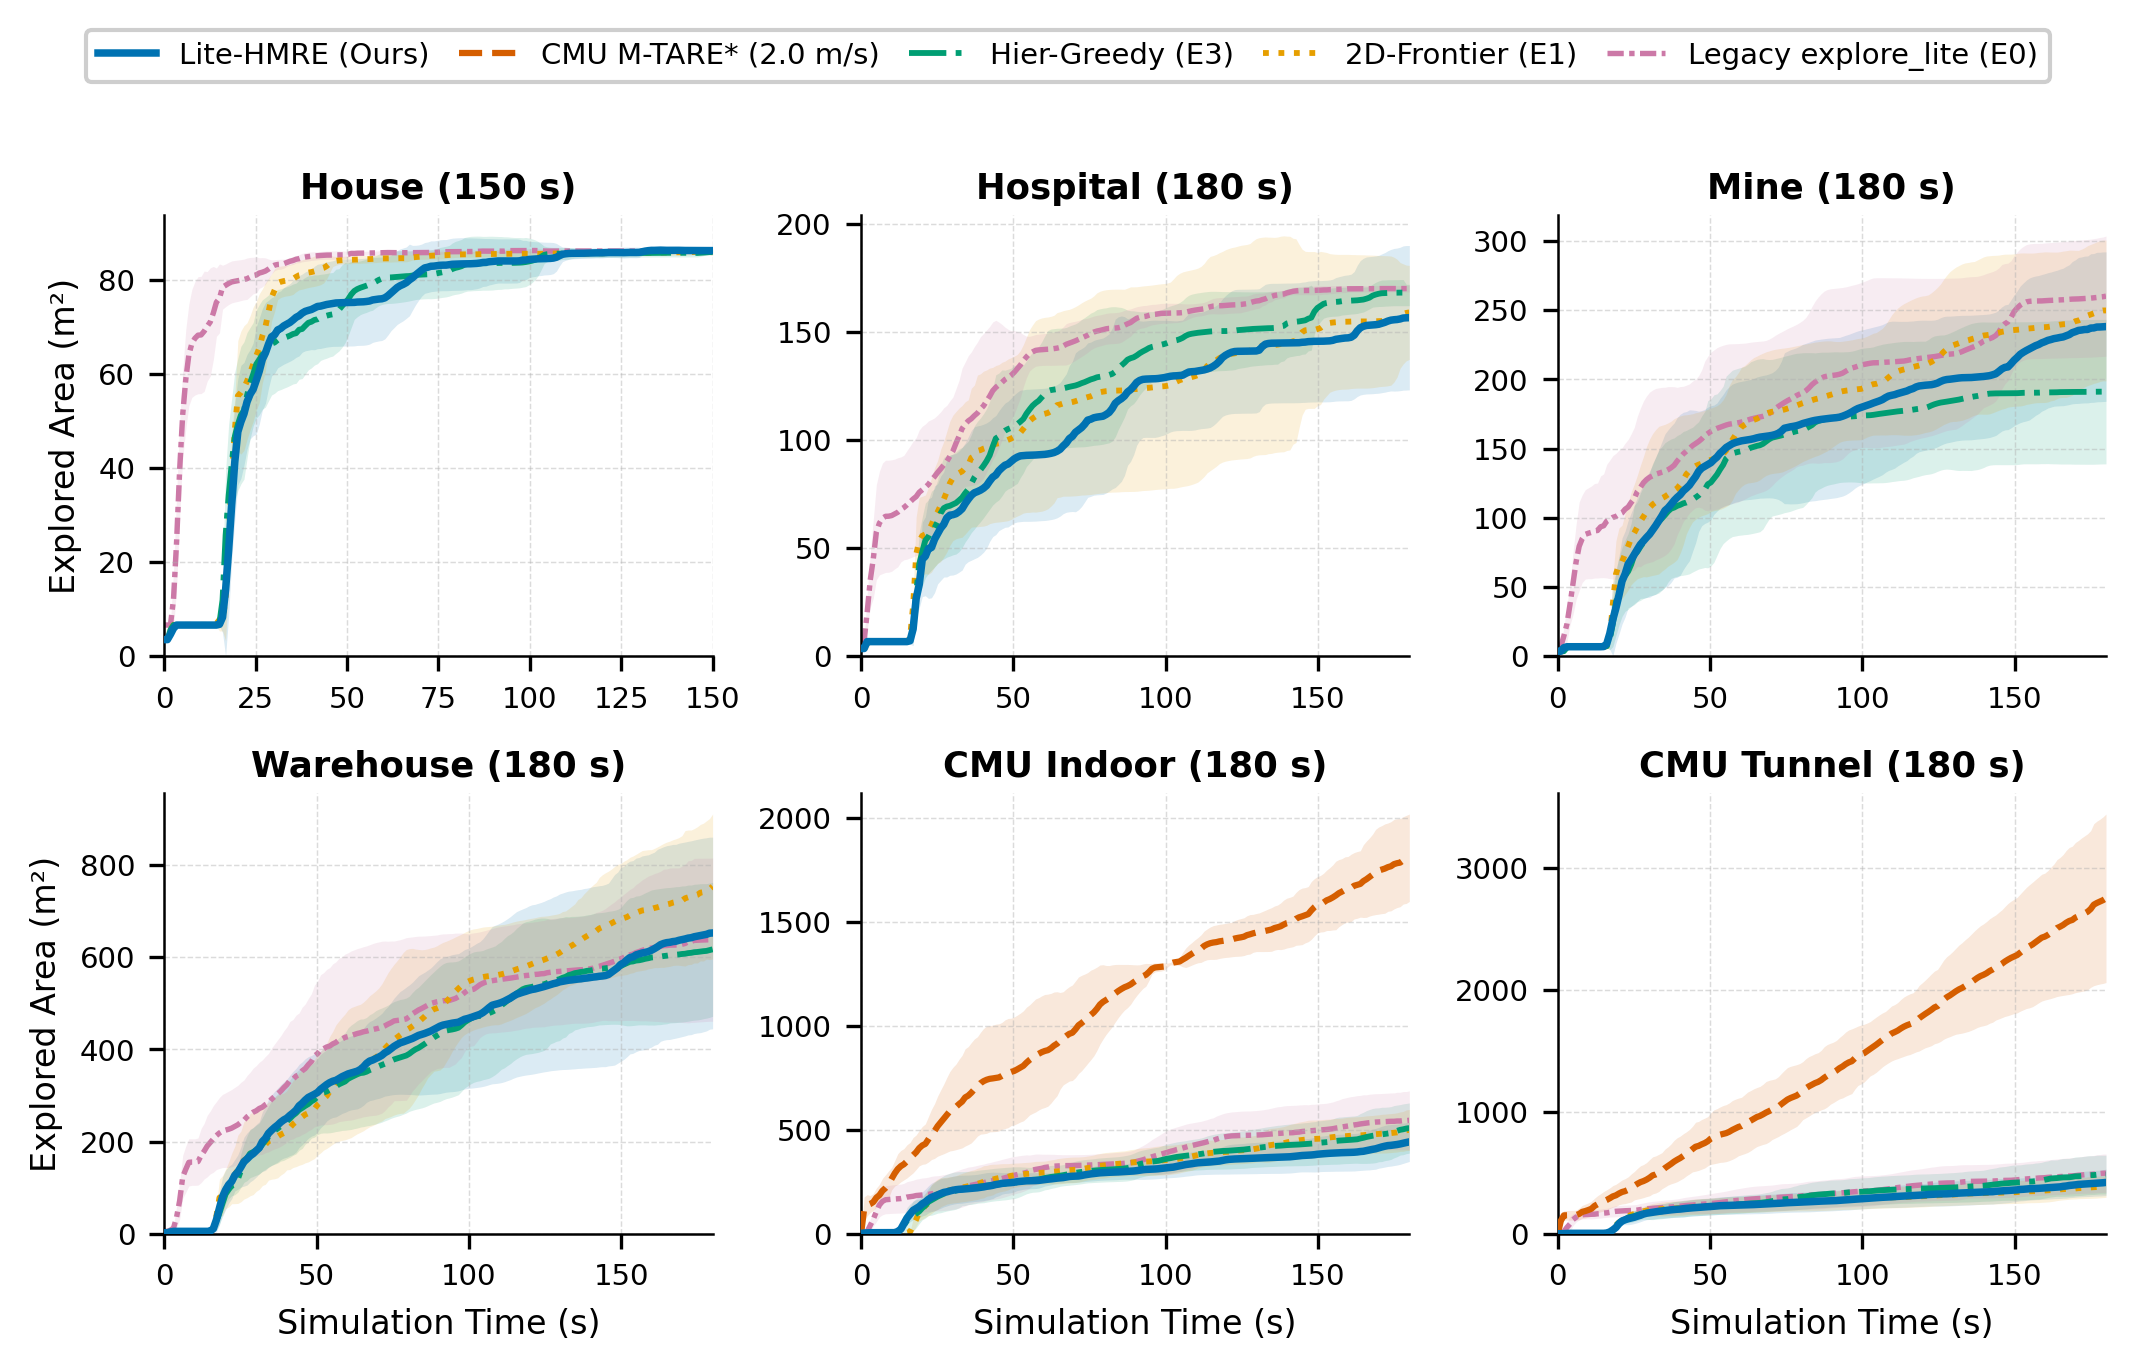 Lite-HMRE (Ours) CMU M-TARE* (2.0 m/s) Hier-Greedy (E3) 2D-Frontier (E1) Legacy explore_lite (E0)
House (150 s)
Explored Area (m²)
80
60
40
20
0
0 25 50 75 100 125 150
Hospital (180 s)
200
150
100
50
0
0 50 100 150
Mine (180 s)
300
250
200
150
100
50
0
0 50 100 150
Warehouse (180 s)
Explored Area (m²)
800
600
400
200
0
0 50 100 150
Simulation Time (s)
CMU Indoor (180 s)
2000
1500
1000
500
0
0 50 100 150
Simulation Time (s)
CMU Tunnel (180 s)
3000
2000
1000
0
0 50 100 150
Simulation Time (s)